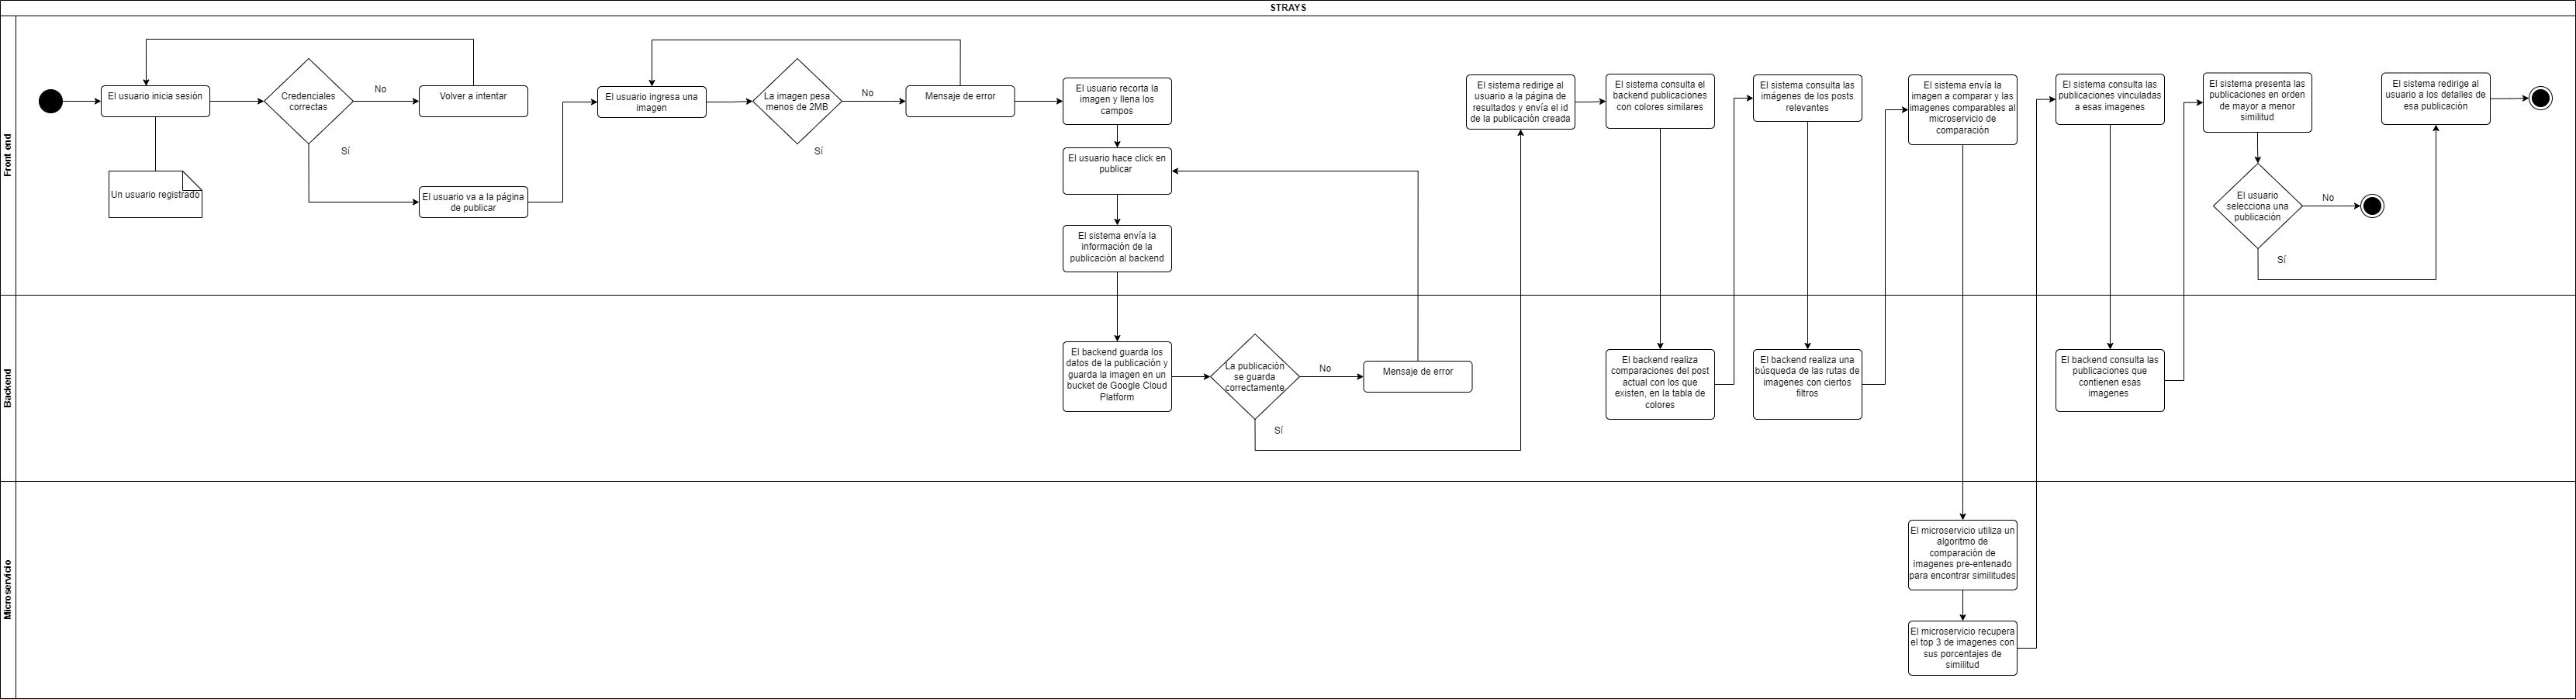 STRAYS
Front end
El usuario inicia sesión
Un usuario registrado
Credenciales
correctas
No
Sí
Volver a intentar
El usuario va a la página
de publicar
El usuario ingresa una
imagen
La imagen pesa
menos de 2MB
No
Sí
Mensaje de error
El usuario recorta la
imagen y llena los
campos
El usuario hace click en
publicar
El sistema envía la
información de la
publicación al backend
El sistema redirige al
usuario a la página de
resultados y envía el id
de la publicación creada
El sistema consulta el
backend publicaciones
con colores similares
El sistema consulta las
imágenes de los posts
relevantes
El sistema envía la
imagen a comparar y las
imagenes comparables al
microservicio de
comparación
El sistema consulta las
publicaciones vinculadas
a esas imagenes
El sistema presenta las
publicaciones en orden
de mayor a menor
similitud
El usuario
selecciona una
publicación
No
Sí
El sistema redirige al
usuario a los detalles de
esa publicación
Backend
El backend guarda los
datos de la publicación y
guarda la imagen en un
bucket de Google Cloud
Platform
La publicación
se guarda
correctamente
No
Sí
Mensaje de error
El backend realiza
comparaciones del post
actual con los que
existen, en la tabla de
colores
El backend realiza una
búsqueda de las rutas de
imagenes con ciertos
filtros
El backend consulta las
publicaciones que
contienen esas
imagenes
Microservicio
El microservicio utiliza un
algoritmo de
comparación de
imagenes pre-entenado
para encontrar similitudes
El microservicio recupera
el top 3 de imagenes con
sus porcentajes de
similitud